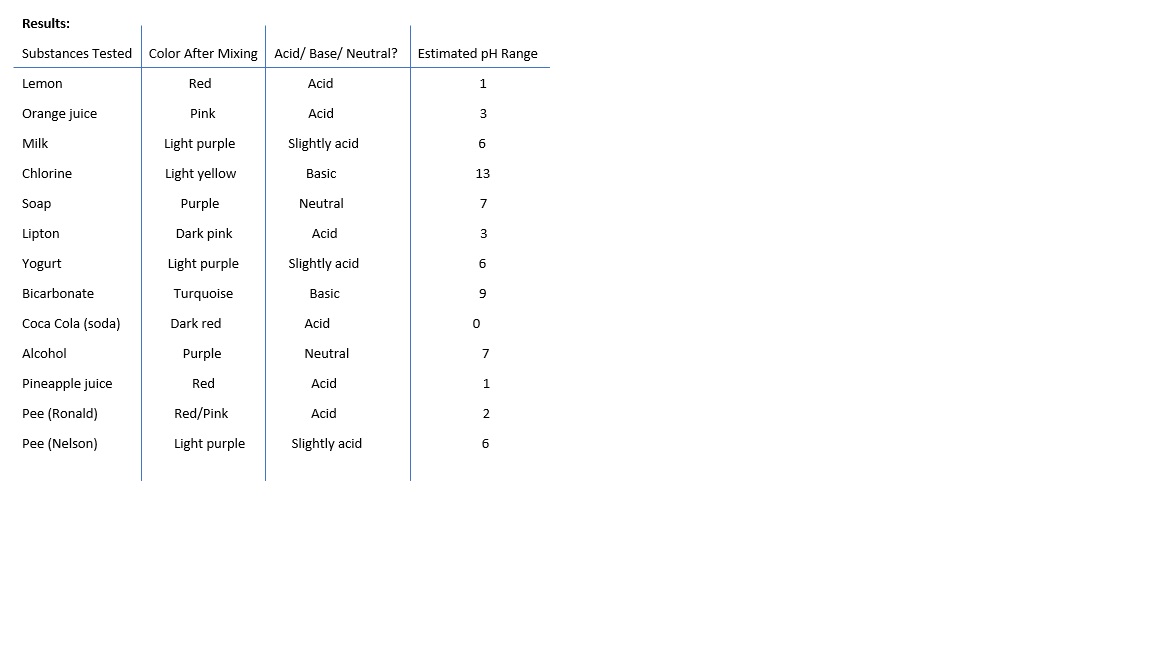 Results:
Substances Tested Color After Mixing Acid/ Base/ Neutral? Estimated pH Range
Lemon Red Acid 1
Orange juice Pink Acid 3
Milk Light purple Slightly acid 6
Chlorine Light yellow Basic 13
Soap Purple Neutral 7
Lipton Dark pink Acid 3
Yogurt Light purple Slightly acid 6
Bicarbonate Turquoise Basic 9
Coca Cola (soda) Dark red Acid 0
Alcohol Purple Neutral 7
Pineapple juice Red Acid 1
Pee (Ronald) Red/Pink Acid 2
Pee (Nelson) Light purple Slightly acid 6